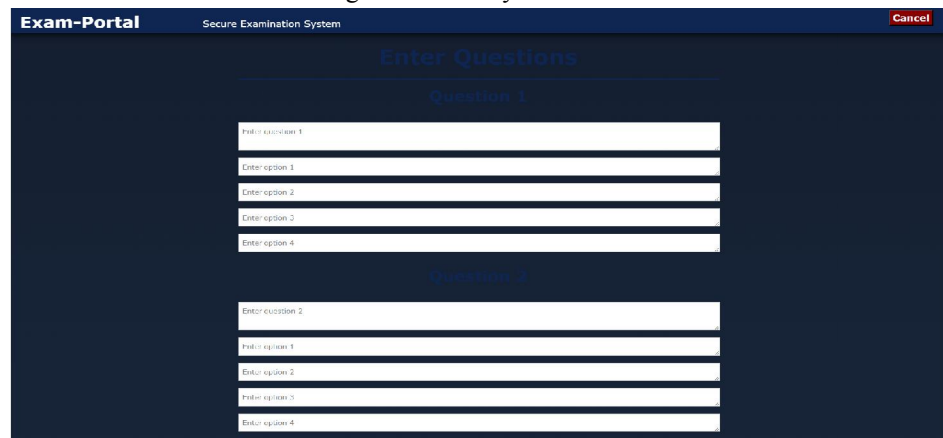 Exam-Portal Secure Examination System Cancel
Enter Questions
Question 1
Enter question 1
Enter option 1
Enter option 2
Enter option 3
Enter option 4
Question 2
Enter question 2
Enter option 1
Enter option 2
Enter option 3
Enter option 4